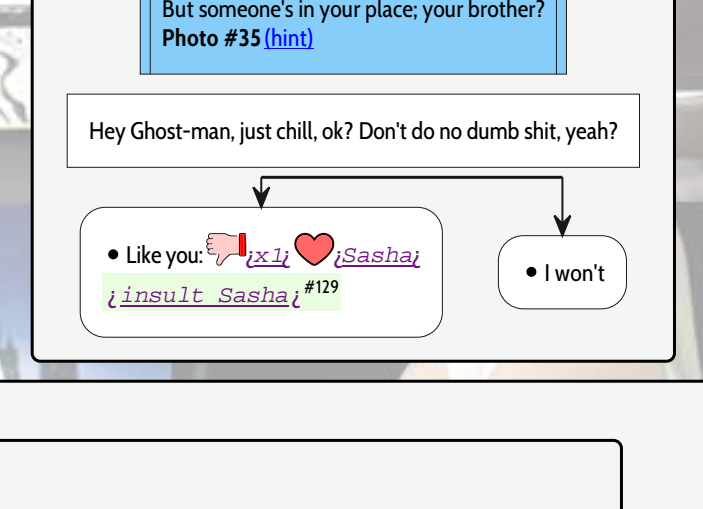 But someone's in your place; your brother?
Photo #35 (hint)
Hey Ghost-man, just chill, ok? Don't do no dumb shit, yeah?
• Like you: ¿x1¿ ¿Sasha¿
¿insult Sasha¿ #129
• I won't